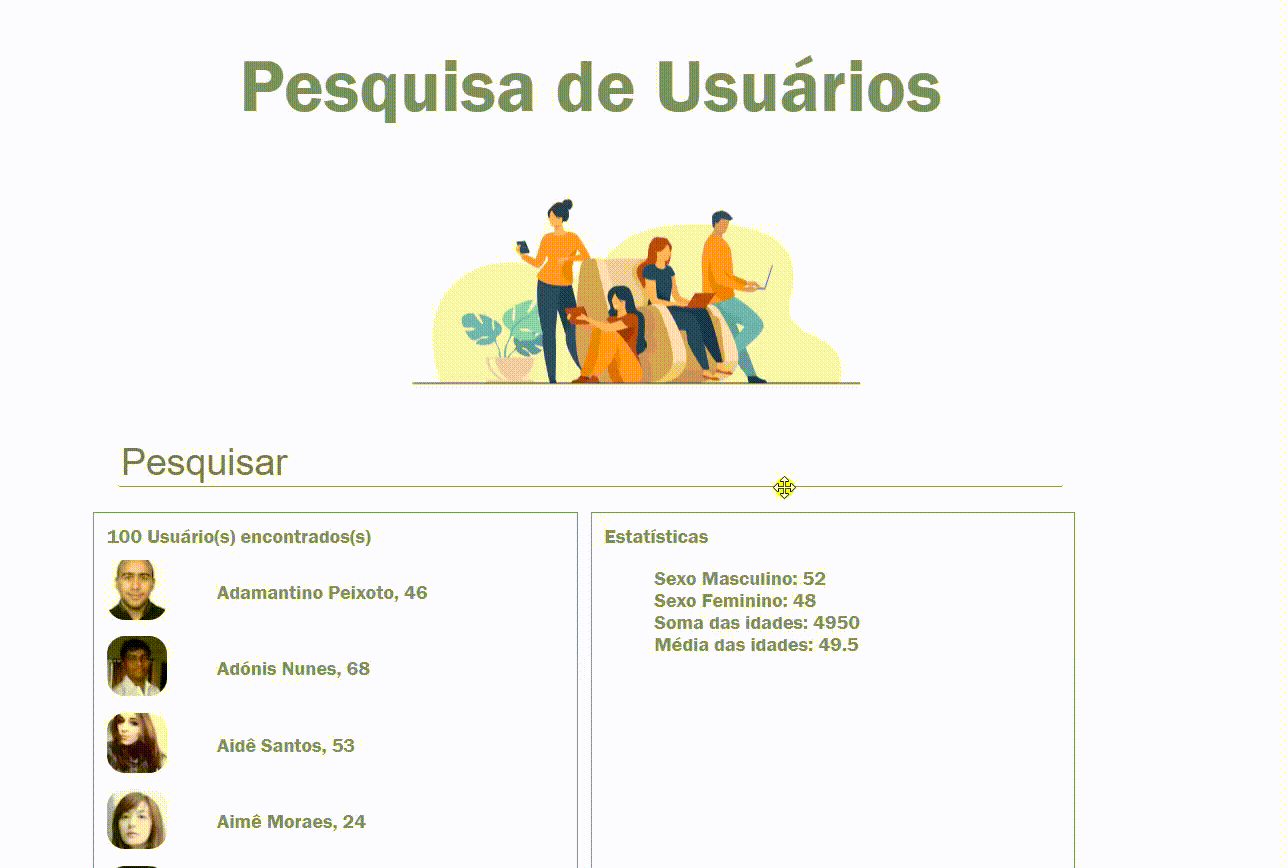 Pesquisa de Usuários
Pesquisar
100 Usuário(s) encontrados(s)
Adamantino Peixoto, 46
Adónis Nunes, 68
Aidê Santos, 53
Aimê Moraes, 24
Estatísticas
Sexo Masculino: 52
Sexo Feminino: 48
Soma das idades: 4950
Média das idades: 49.5